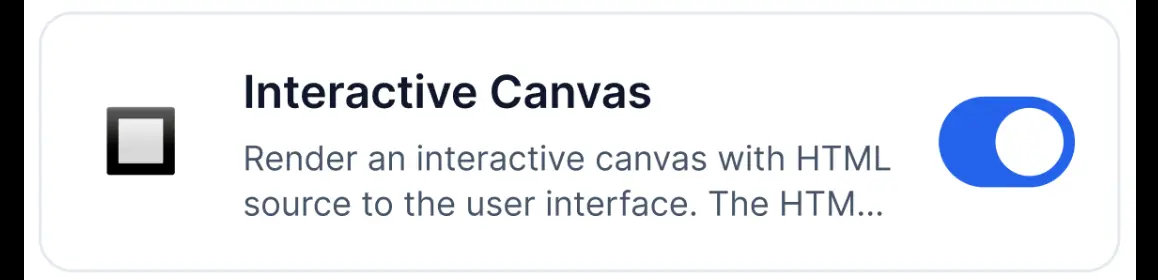 Interactive Canvas
Render an interactive canvas with HTML
source to the user interface. The HTM...